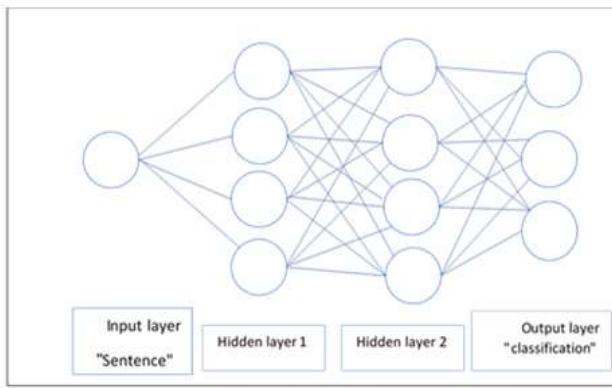 Input layer
"Sentence"
Hidden layer 1
Hidden layer 2
Output layer
"classification"